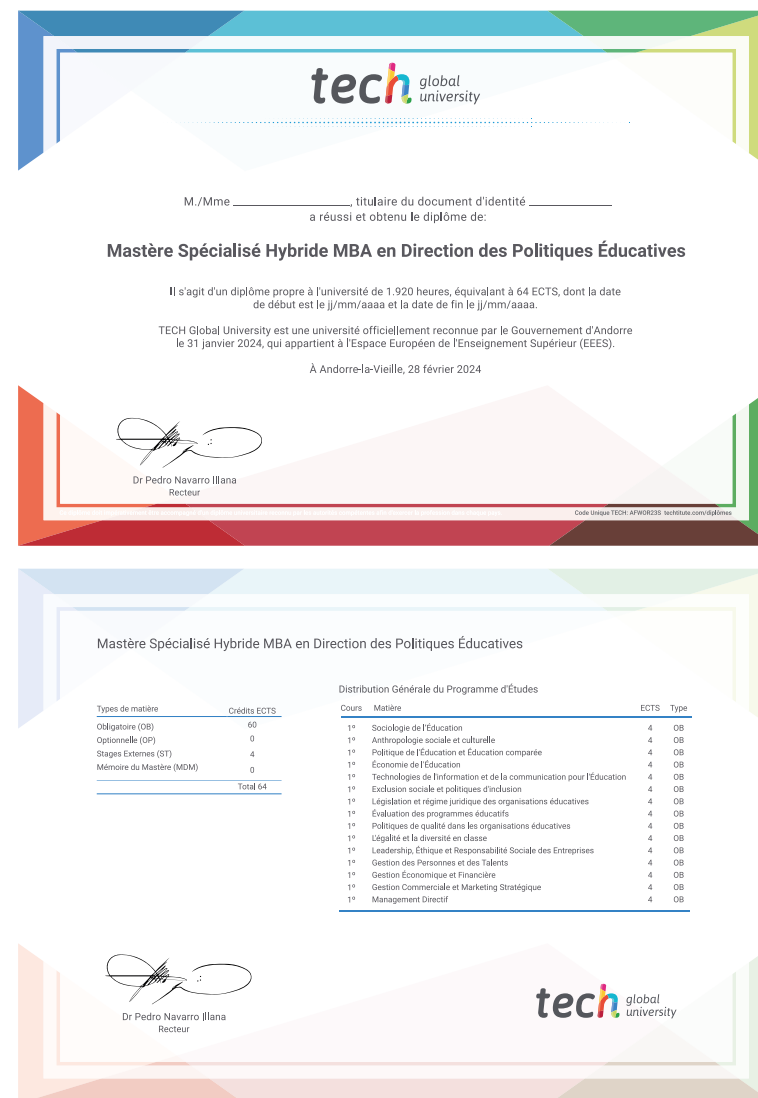 tech global university
M./Mme ____________________, titulaire du document d'identité ______________
a réussi et obtenu le diplôme de:
Mastère Spécialisé Hybride MBA en Direction des Politiques Éducatives
Il s'agit d'un diplôme propre à l'université de 1.920 heures, équivalant à 64 ECTS, dont la date
de début est le jj/mm/aaaa et la date de fin le jj/mm/aaaa.
TECH Global University est une université officiellement reconnue par le Gouvernement d'Andorre
le 31 janvier 2024, qui appartient à l'Espace Européen de l'Enseignement Supérieur (EEES).
À Andorre-la-Vieille, 28 février 2024
Dr Pedro Navarro Illana
Recteur
Code Unique TECH: AFWOR23S techtitute.com/diplômes
Mastère Spécialisé Hybride MBA en Direction des Politiques Éducatives
Types de matière Crédits ECTS
Obligatoire (OB) 60
Optionnelle (OP) 0
Stages Externes (ST) 4
Mémoire du Mastère (MDM) 0
Total 64
Distribution Générale du Programme d'Études
Cours Matière ECTS Type
1º Sociologie de l'Éducation 4 OB
1º Anthropologie sociale et culturelle 4 OB
1º Politique de l'Éducation et Éducation comparée 4 OB
1º Économie de l'Éducation 4 OB
1º Technologies de l'information et de la communication pour l'Éducation 4 OB
1º Exclusion sociale et politiques d'inclusion 4 OB
1º Législation et régime juridique des organisations éducatives 4 OB
1º Évaluation des programmes éducatifs 4 OB
1º Politiques de qualité dans les organisations éducatives 4 OB
1º L'égalité et la diversité en classe 4 OB
1º Leadership, Éthique et Responsabilité Sociale des Entreprises 4 OB
1º Gestion des Personnes et des Talents 4 OB
1º Gestion Économique et Financière 4 OB
1º Gestion Commerciale et Marketing Stratégique 4 OB
1º Management Directif 4 OB
Dr Pedro Navarro Illana
Recteur
tech global university